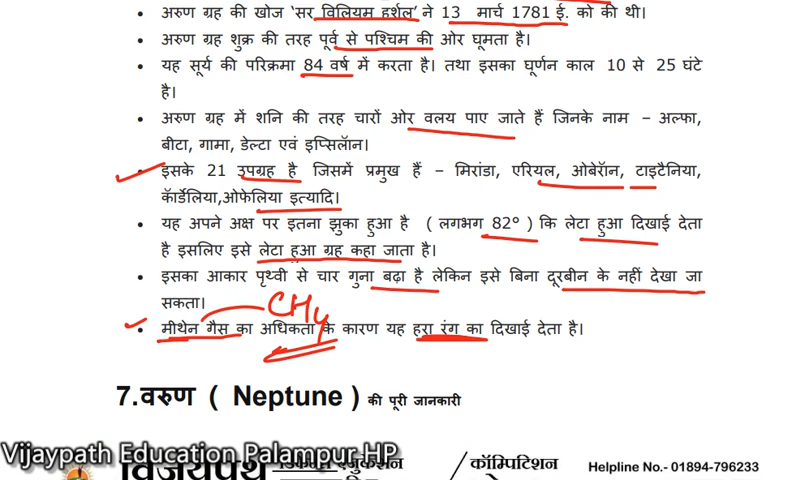 अरुण ग्रह की खोज 'सर विलियम हर्शल' ने 13 मार्च 1781 ई. को की थी।
अरुण ग्रह शुक्र की तरह पूर्व से पश्चिम की ओर घूमता है।
यह सूर्य की परिक्रमा 84 वर्ष में करता है। तथा इसका घूर्णन काल 10 से 25 घंटे
है।
अरुण ग्रह में शनि की तरह चारों ओर वलय पाए जाते हैं जिनके नाम – अल्फा,
बीटा, गामा, डेल्टा एवं इप्सिलॉन।
इसके 21 उपग्रह है जिसमें प्रमुख हैं – मिरांडा, एरियल, ओबेरॉन, टाइटैनिया,
कॉर्डेलिया,ओफेलिया इत्यादि।
यह अपने अक्ष पर इतना झुका हुआ है ( लगभग 82° ) कि लेटा हुआ दिखाई देता
है इसलिए इसे लेटा हुआ ग्रह कहा जाता है।
इसका आकार पृथ्वी से चार गुना बढ़ा है लेकिन इसे बिना दूरबीन के नहीं देखा जा
सकता।
CH4
मीथेन गैस का अधिकता के कारण यह हरा रंग का दिखाई देता है।
7.वरुण ( Neptune ) की पूरी जानकारी
Vijaypath Education Palampur HP
विजयपथ
एजुकेशन
कॉम्पिटिशन
Helpline No.- 01894-796233